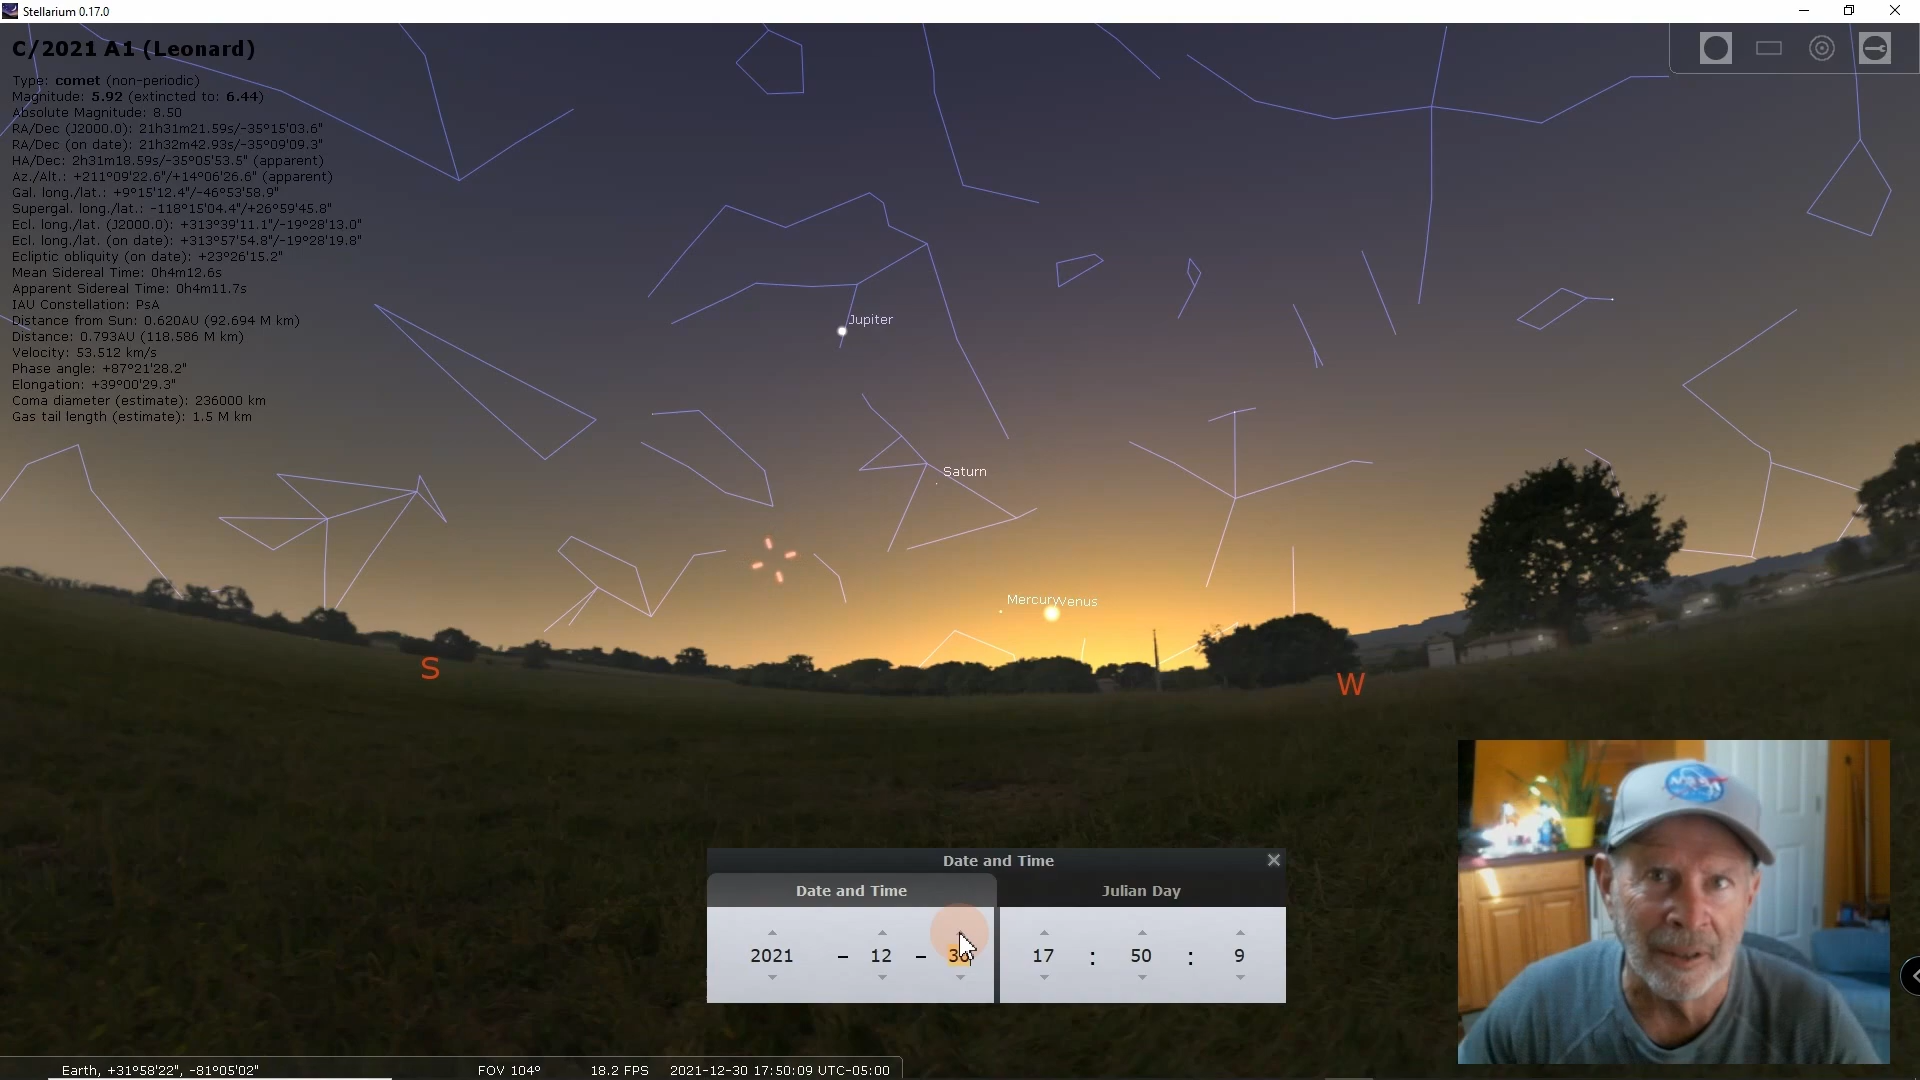 Stellarium 0.17.0
C/2021 A1 (Leonard)
Type: comet (non-periodic)
Magnitude: 5.92 (extincted to: 6.44)
Absolute Magnitude: 8.50
RA/Dec (J2000.0): 21h31m21.59s/-35°15'03.6"
RA/Dec (on date): 21h32m42.93s/-35°09'09.3"
HA/Dec: 2h31m18.59s/-35°05'53.5" (apparent)
Az./Alt.: +211°09'22.6"/+14°06'26.6" (apparent)
Gal. long./lat.: +9°15'12.4"/-46°53'58.9"
Supergal. long./lat.: -118°15'04.4"/+26°59'45.8"
Ecl. long./lat. (J2000.0): +313°39'11.1"/-19°28'13.0"
Ecl. long./lat. (on date): +313°57'54.8"/-19°28'19.8"
Ecliptic obliquity (on date): +23°26'15.2"
Mean Sidereal Time: 0h4m12.6s
Apparent Sidereal Time: 0h4m11.7s
IAU Constellation: PsA
Distance from Sun: 0.620AU (92.694 M km)
Distance: 0.793AU (118.586 M km)
Velocity: 53.512 km/s
Phase angle: +87°21'28.2"
Elongation: +39°00'29.3"
Coma diameter (estimate): 236000 km
Gas tail length (estimate): 1.5 M km
Jupiter
Saturn
Mercury Venus
S
W
Date and Time
Date and Time Julian Day
2021 - 12 - 30 17 : 50 : 9
Earth, +31°58'22", -81°05'02" FOV 104° 18.2 FPS 2021-12-30 17:50:09 UTC-05:00